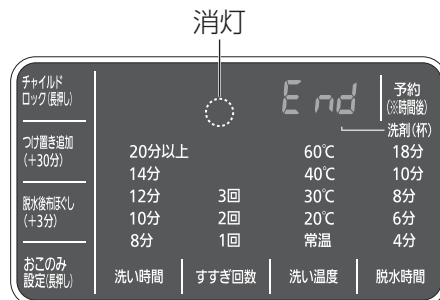 消灯
チャイルド
ロック(長押し)
End
予約
(※時間後)
洗剤(杯)
つけ置き追加
(+30分)
20分以上 60℃ 18分
14分 40℃ 10分
脱水後布ほぐし
(+3分)
12分 3回 30℃ 8分
10分 2回 20℃ 6分
8分 1回 常温 4分
おこのみ
設定(長押し)
洗い時間 すすぎ回数 洗い温度 脱水時間